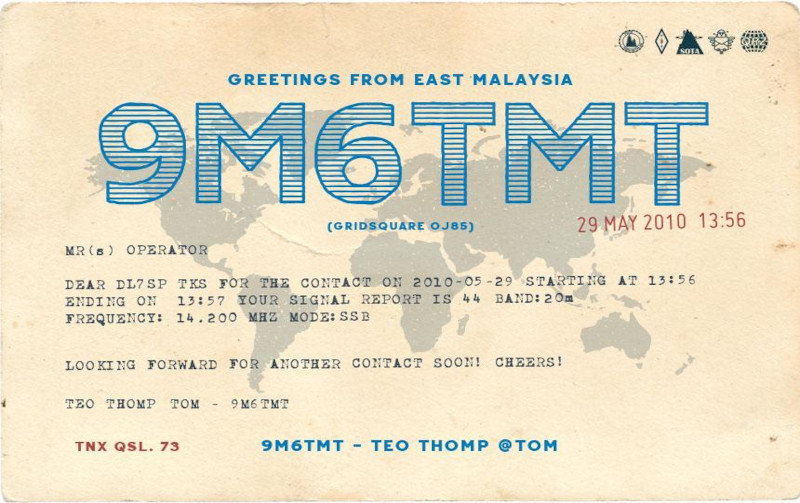 SOTA
GREETINGS FROM EAST MALAYSIA
9M6TMT
(GRIDSQUARE OJ85)
29 MAY 2010 13:56
MR(s) OPERATOR
DEAR DL7SP TKS FOR THE CONTACT ON 2010-05-29 STARTING AT 13:56
ENDING ON 13:57 YOUR SIGNAL REPORT IS 44 BAND:20m
FREQUENCY: 14.200 MHZ MODE:SSB
LOOKING FORWARD FOR ANOTHER CONTACT SOON! CHEERS!
TEO THOMP TOM - 9M6TMT
TNX QSL. 73
9M6TMT - TEO THOMP @TOM